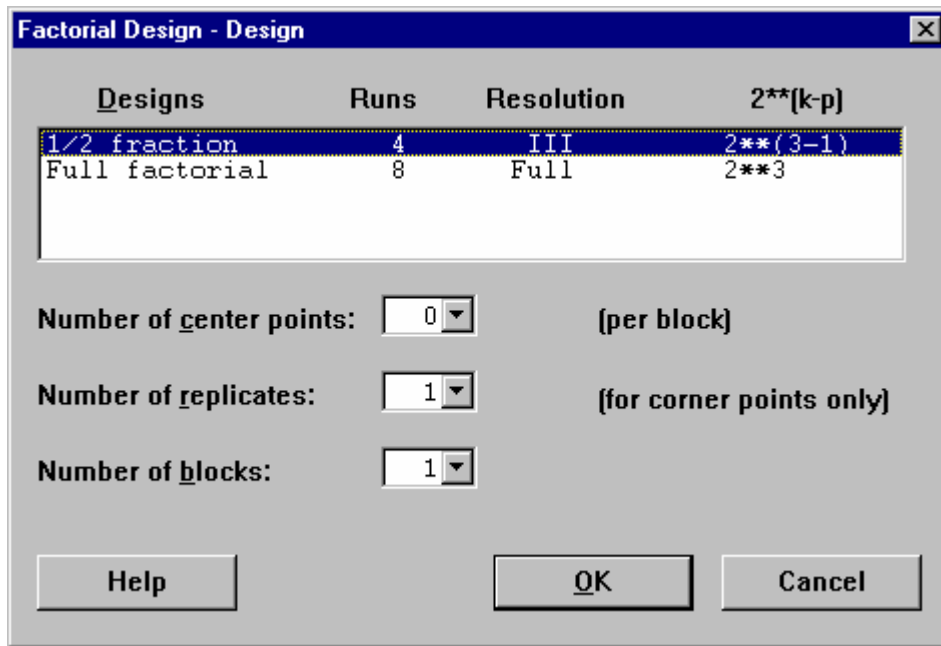 Factorial Design - Design
Designs Runs Resolution 2**(k-p)
1/2 fraction 4 III 2**(3-1)
Full factorial 8 Full 2**3
Number of center points: 0 (per block)
Number of replicates: 1 (for corner points only)
Number of blocks: 1
Help OK Cancel